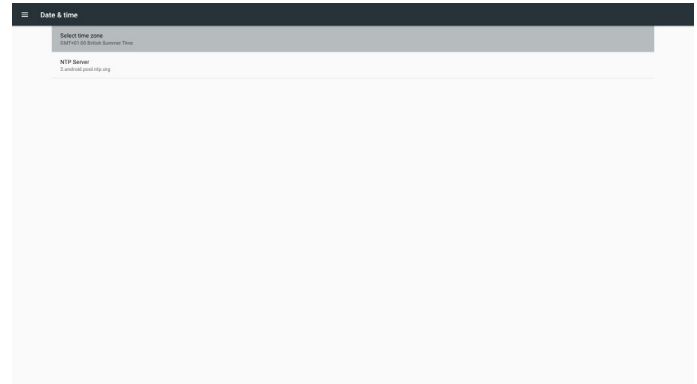 Date & time
Select time zone
GMT+01:00 British Summer Time
NTP Server
2.android.pool.ntp.org